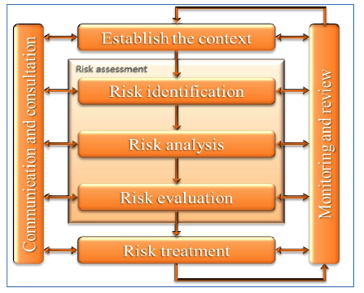 Establish the context
Risk assessment
Risk identification
Risk analysis
Risk evaluation
Risk treatment
Communication and consultation
Monitoring and review